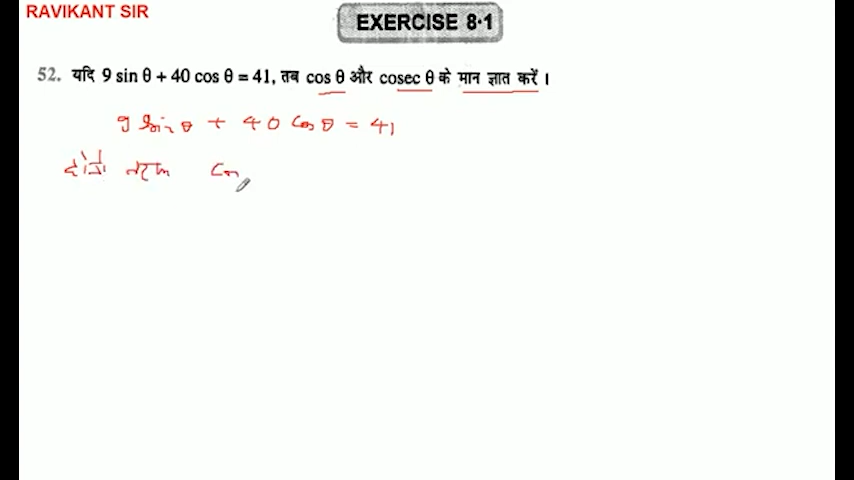 RAVIKANT SIR
EXERCISE 8·1
52. यदि 9 sin θ + 40 cos θ = 41, तब cos θ और cosec θ के मान ज्ञात करें ।
9 sin θ + 40 cos θ = 41
दोनों तरफ cos